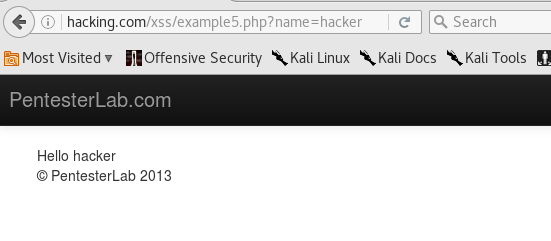 hacking.com/xss/example5.php?name=hacker Search
Most Visited Offensive Security Kali Linux Kali Docs Kali Tools
PentesterLab.com
Hello hacker
© PentesterLab 2013